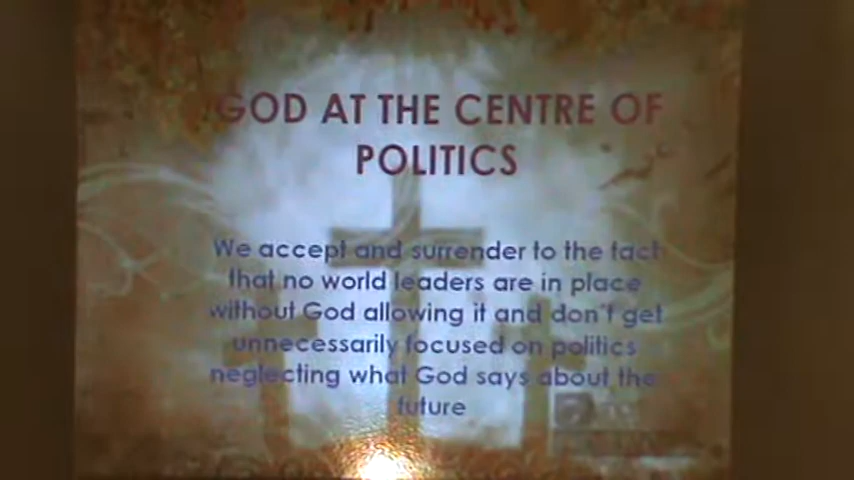 GOD AT THE CENTRE OF
POLITICS
We accept and surrender to the fact
that no world leaders are in place
without God allowing it and don't get
unnecessarily focused on politics
neglecting what God says about the
future